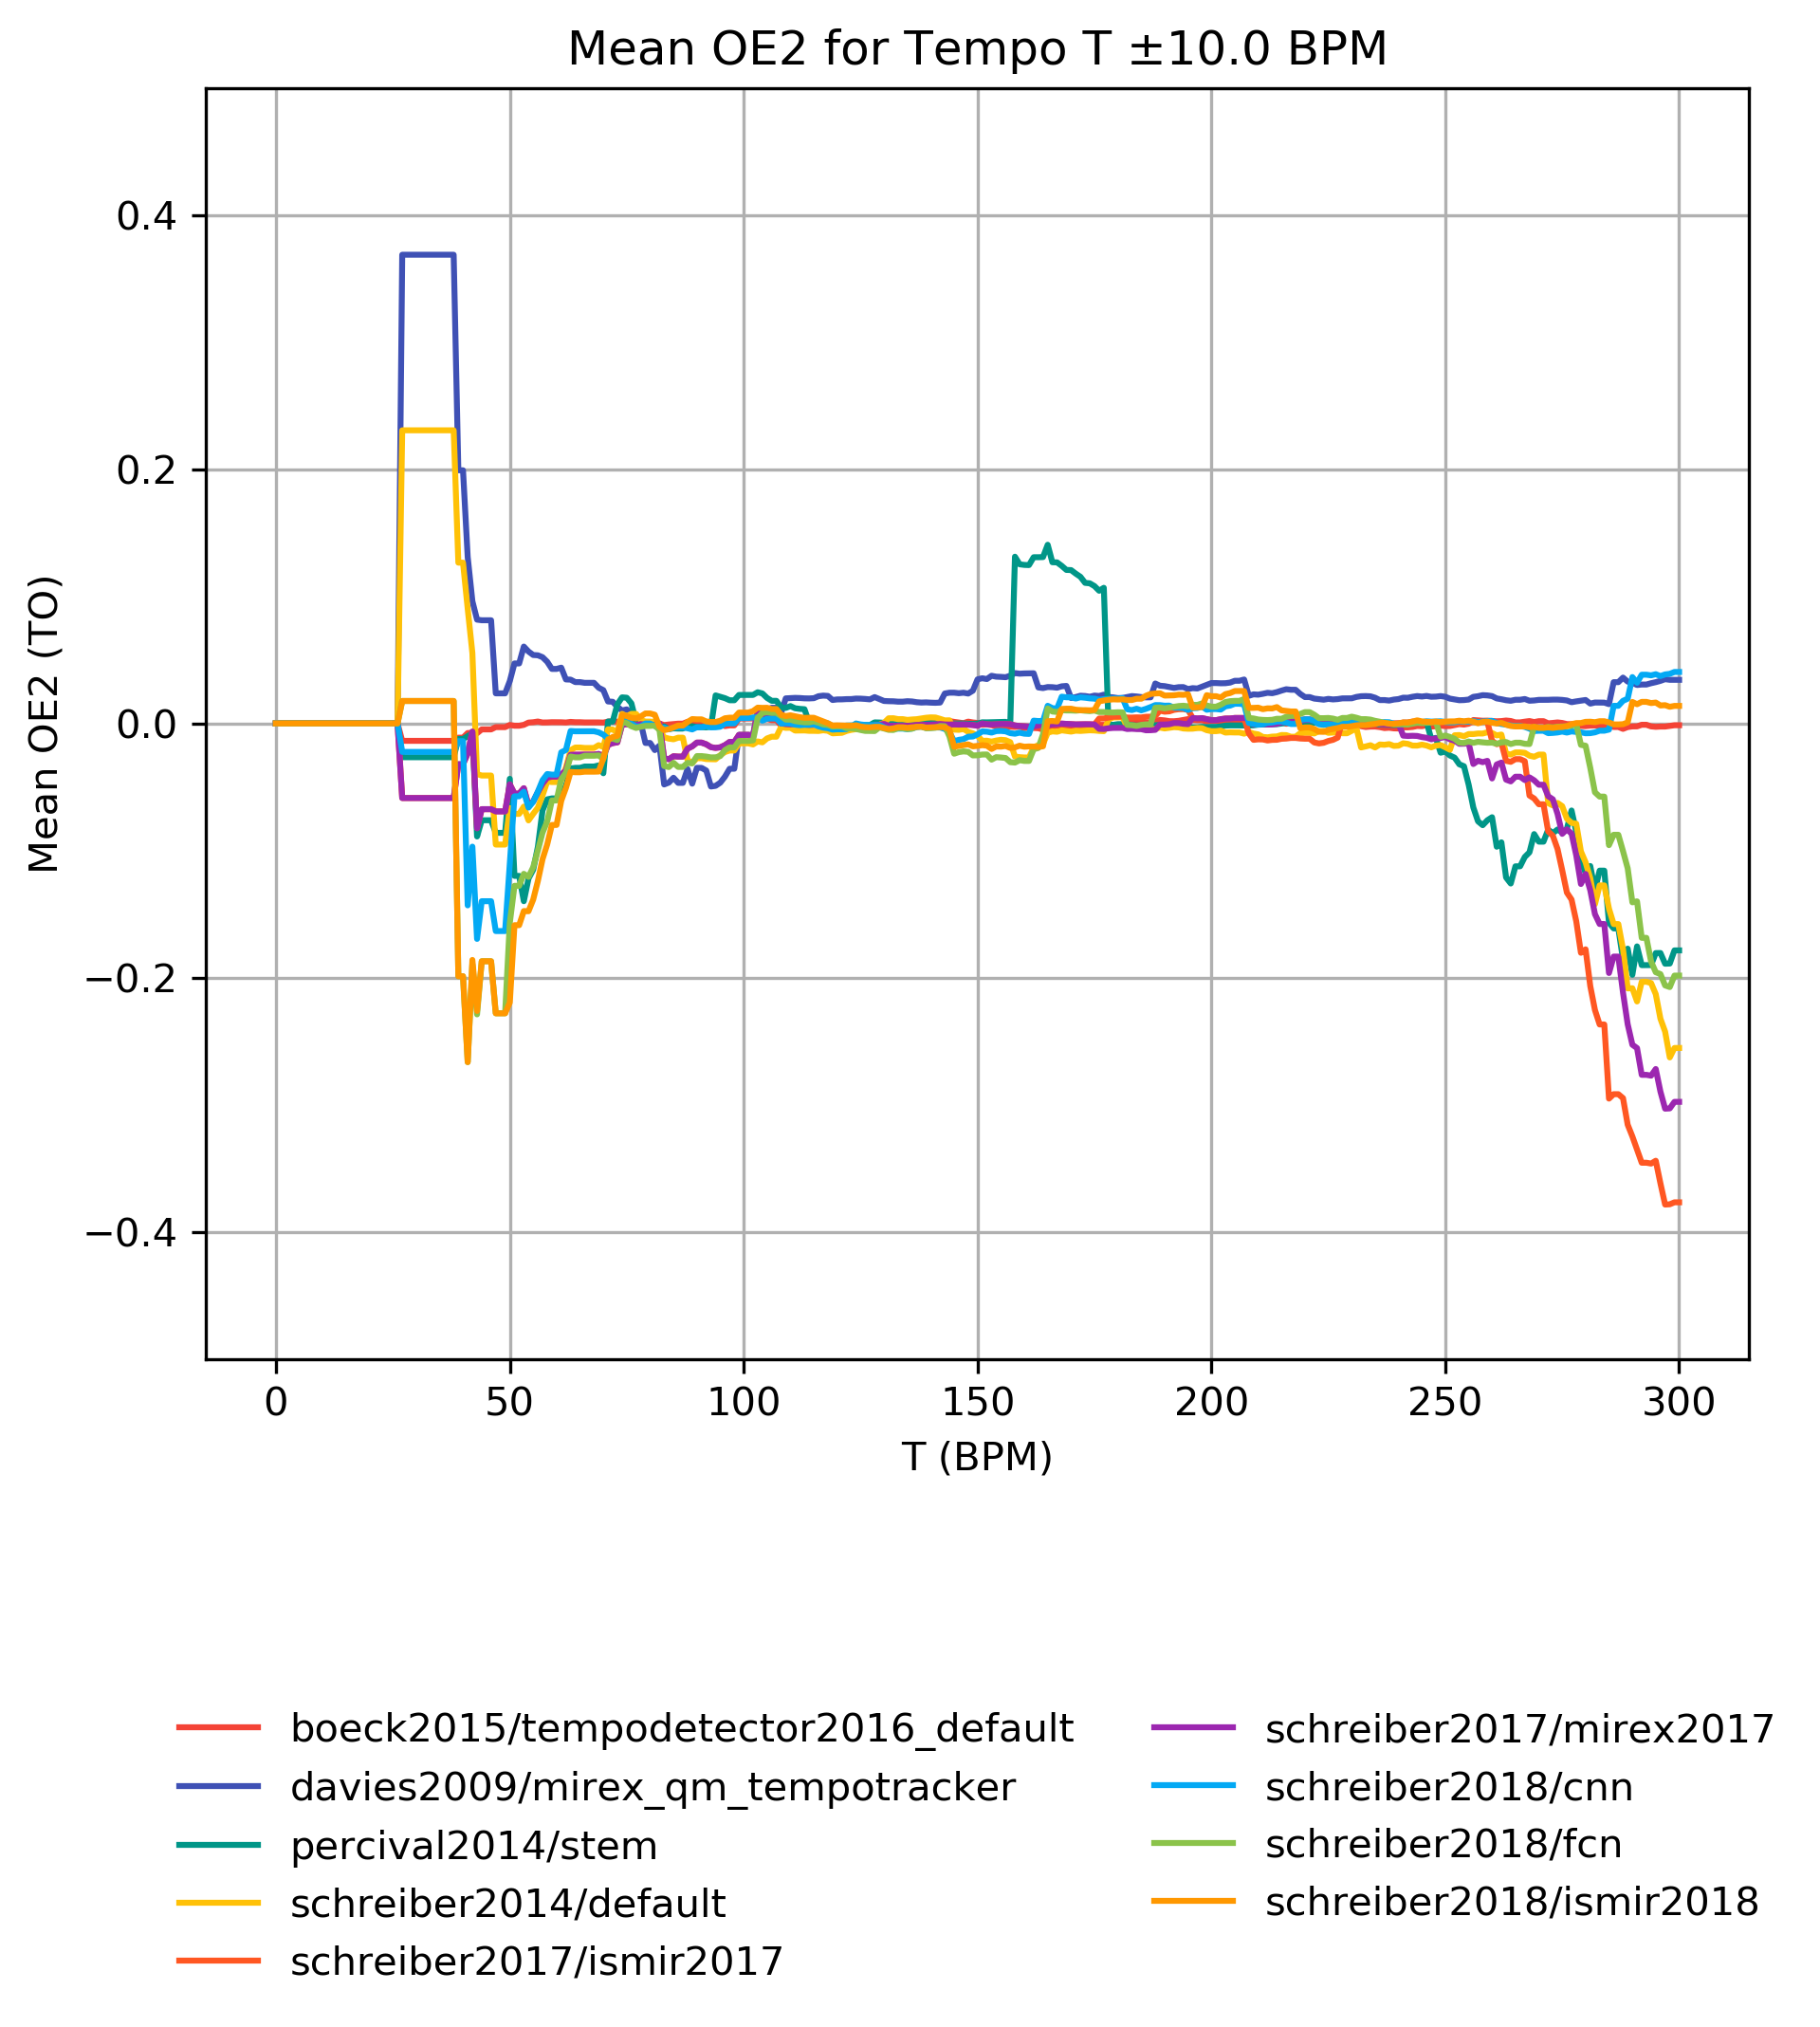 Mean OE2 for Tempo T ±10.0 BPM
Mean OE2 (TO)
0.4
0.2
0.0
−0.2
−0.4
0 50 100 150 200 250 300
T (BPM)
boeck2015/tempodetector2016_default
davies2009/mirex_qm_tempotracker
percival2014/stem
schreiber2014/default
schreiber2017/ismir2017
schreiber2017/mirex2017
schreiber2018/cnn
schreiber2018/fcn
schreiber2018/ismir2018